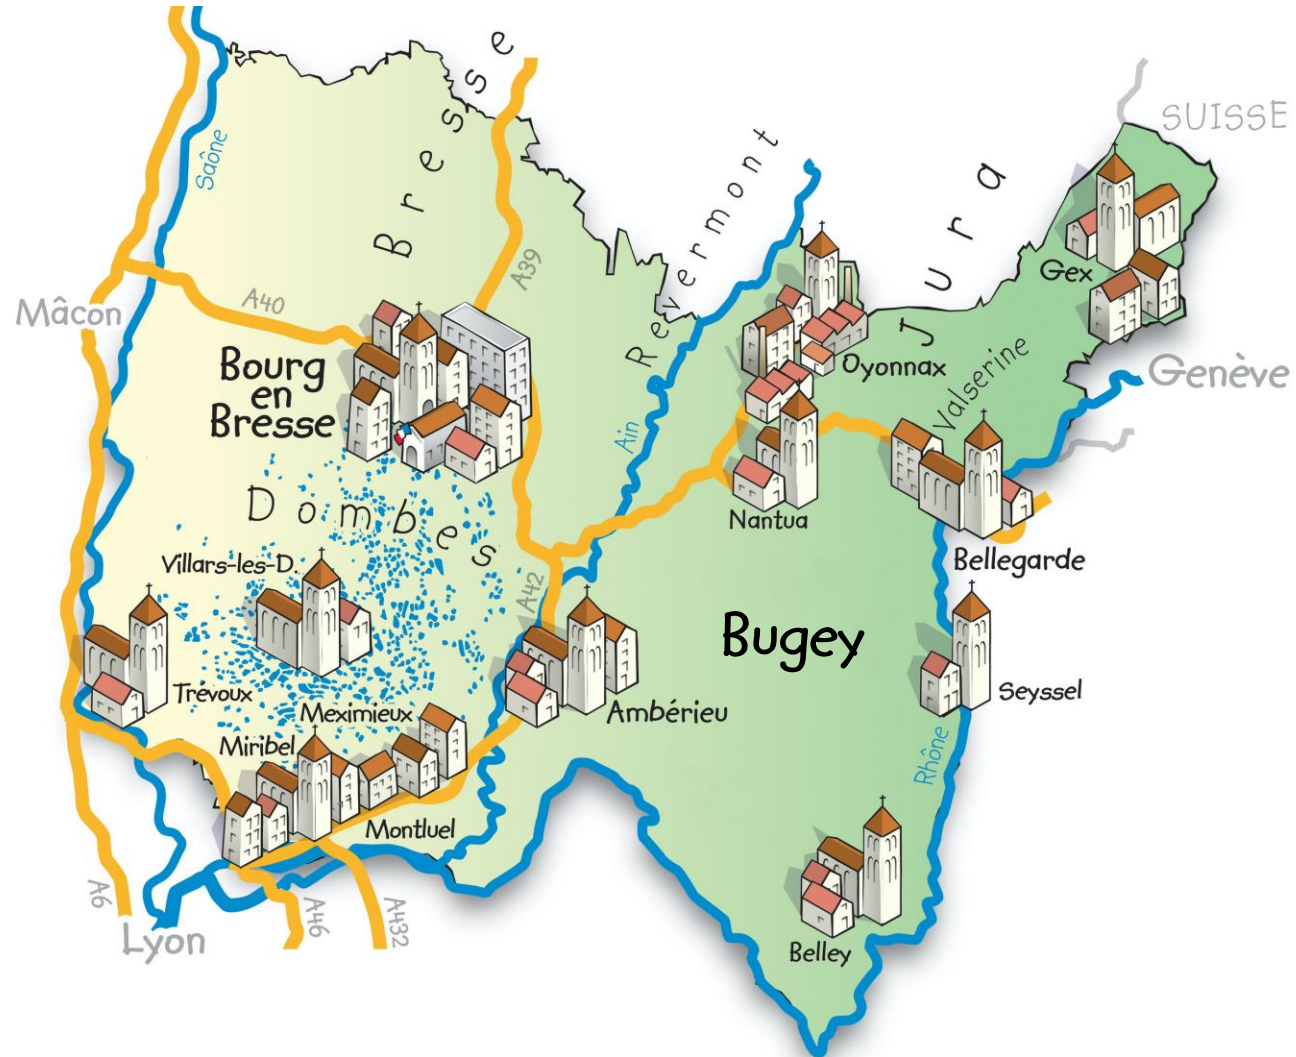 Bresse
SUISSE
Saône
Revermont
Jura
A39
Gex
A40
Mâcon
Bourg
en
Bresse
Oyonnax
Valserine
Genève
Ain
Dombes
Nantua
Bellegarde
Villars-les-D.
A42
Bugey
Trévoux
Meximieux
Ambérieu
Seyssel
Miribel
Rhône
Montluel
A6
A46
A432
Lyon
Belley